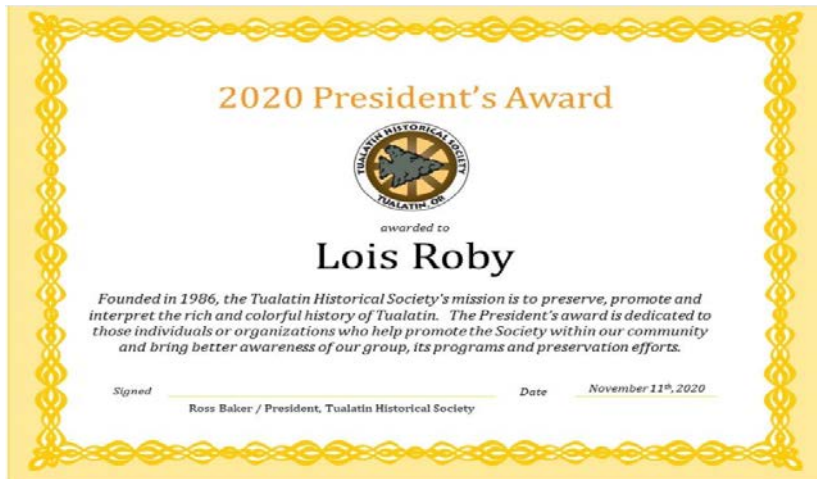 2020 President's Award
TUALATIN HISTORICAL SOCIETY
TUALATIN, OR
awarded to
Lois Roby
Founded in 1986, the Tualatin Historical Society's mission is to preserve, promote and
interpret the rich and colorful history of Tualatin. The President's award is dedicated to
those individuals or organizations who help promote the Society within our community
and bring better awareness of our group, its programs and preservation efforts.
Signed Date November 11th, 2020
Ross Baker / President, Tualatin Historical Society